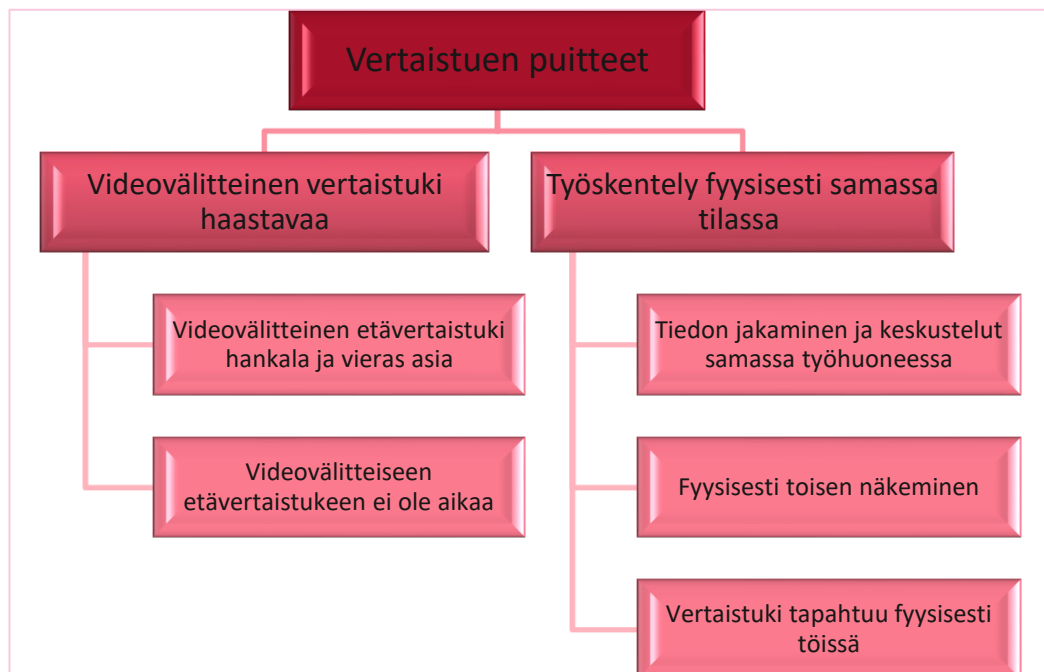 Vertaistuen puitteet
Videovälitteinen vertaistuki
haastavaa
Videovälitteinen etävertaistuki
hankala ja vieras asia
Videovälitteiseen
etävertaistukeen ei ole aikaa
Työskentely fyysisesti samassa
tilassa
Tiedon jakaminen ja keskustelut
samassa työhuoneessa
Fyysisesti toisen näkeminen
Vertaistuki tapahtuu fyysisesti
töissä